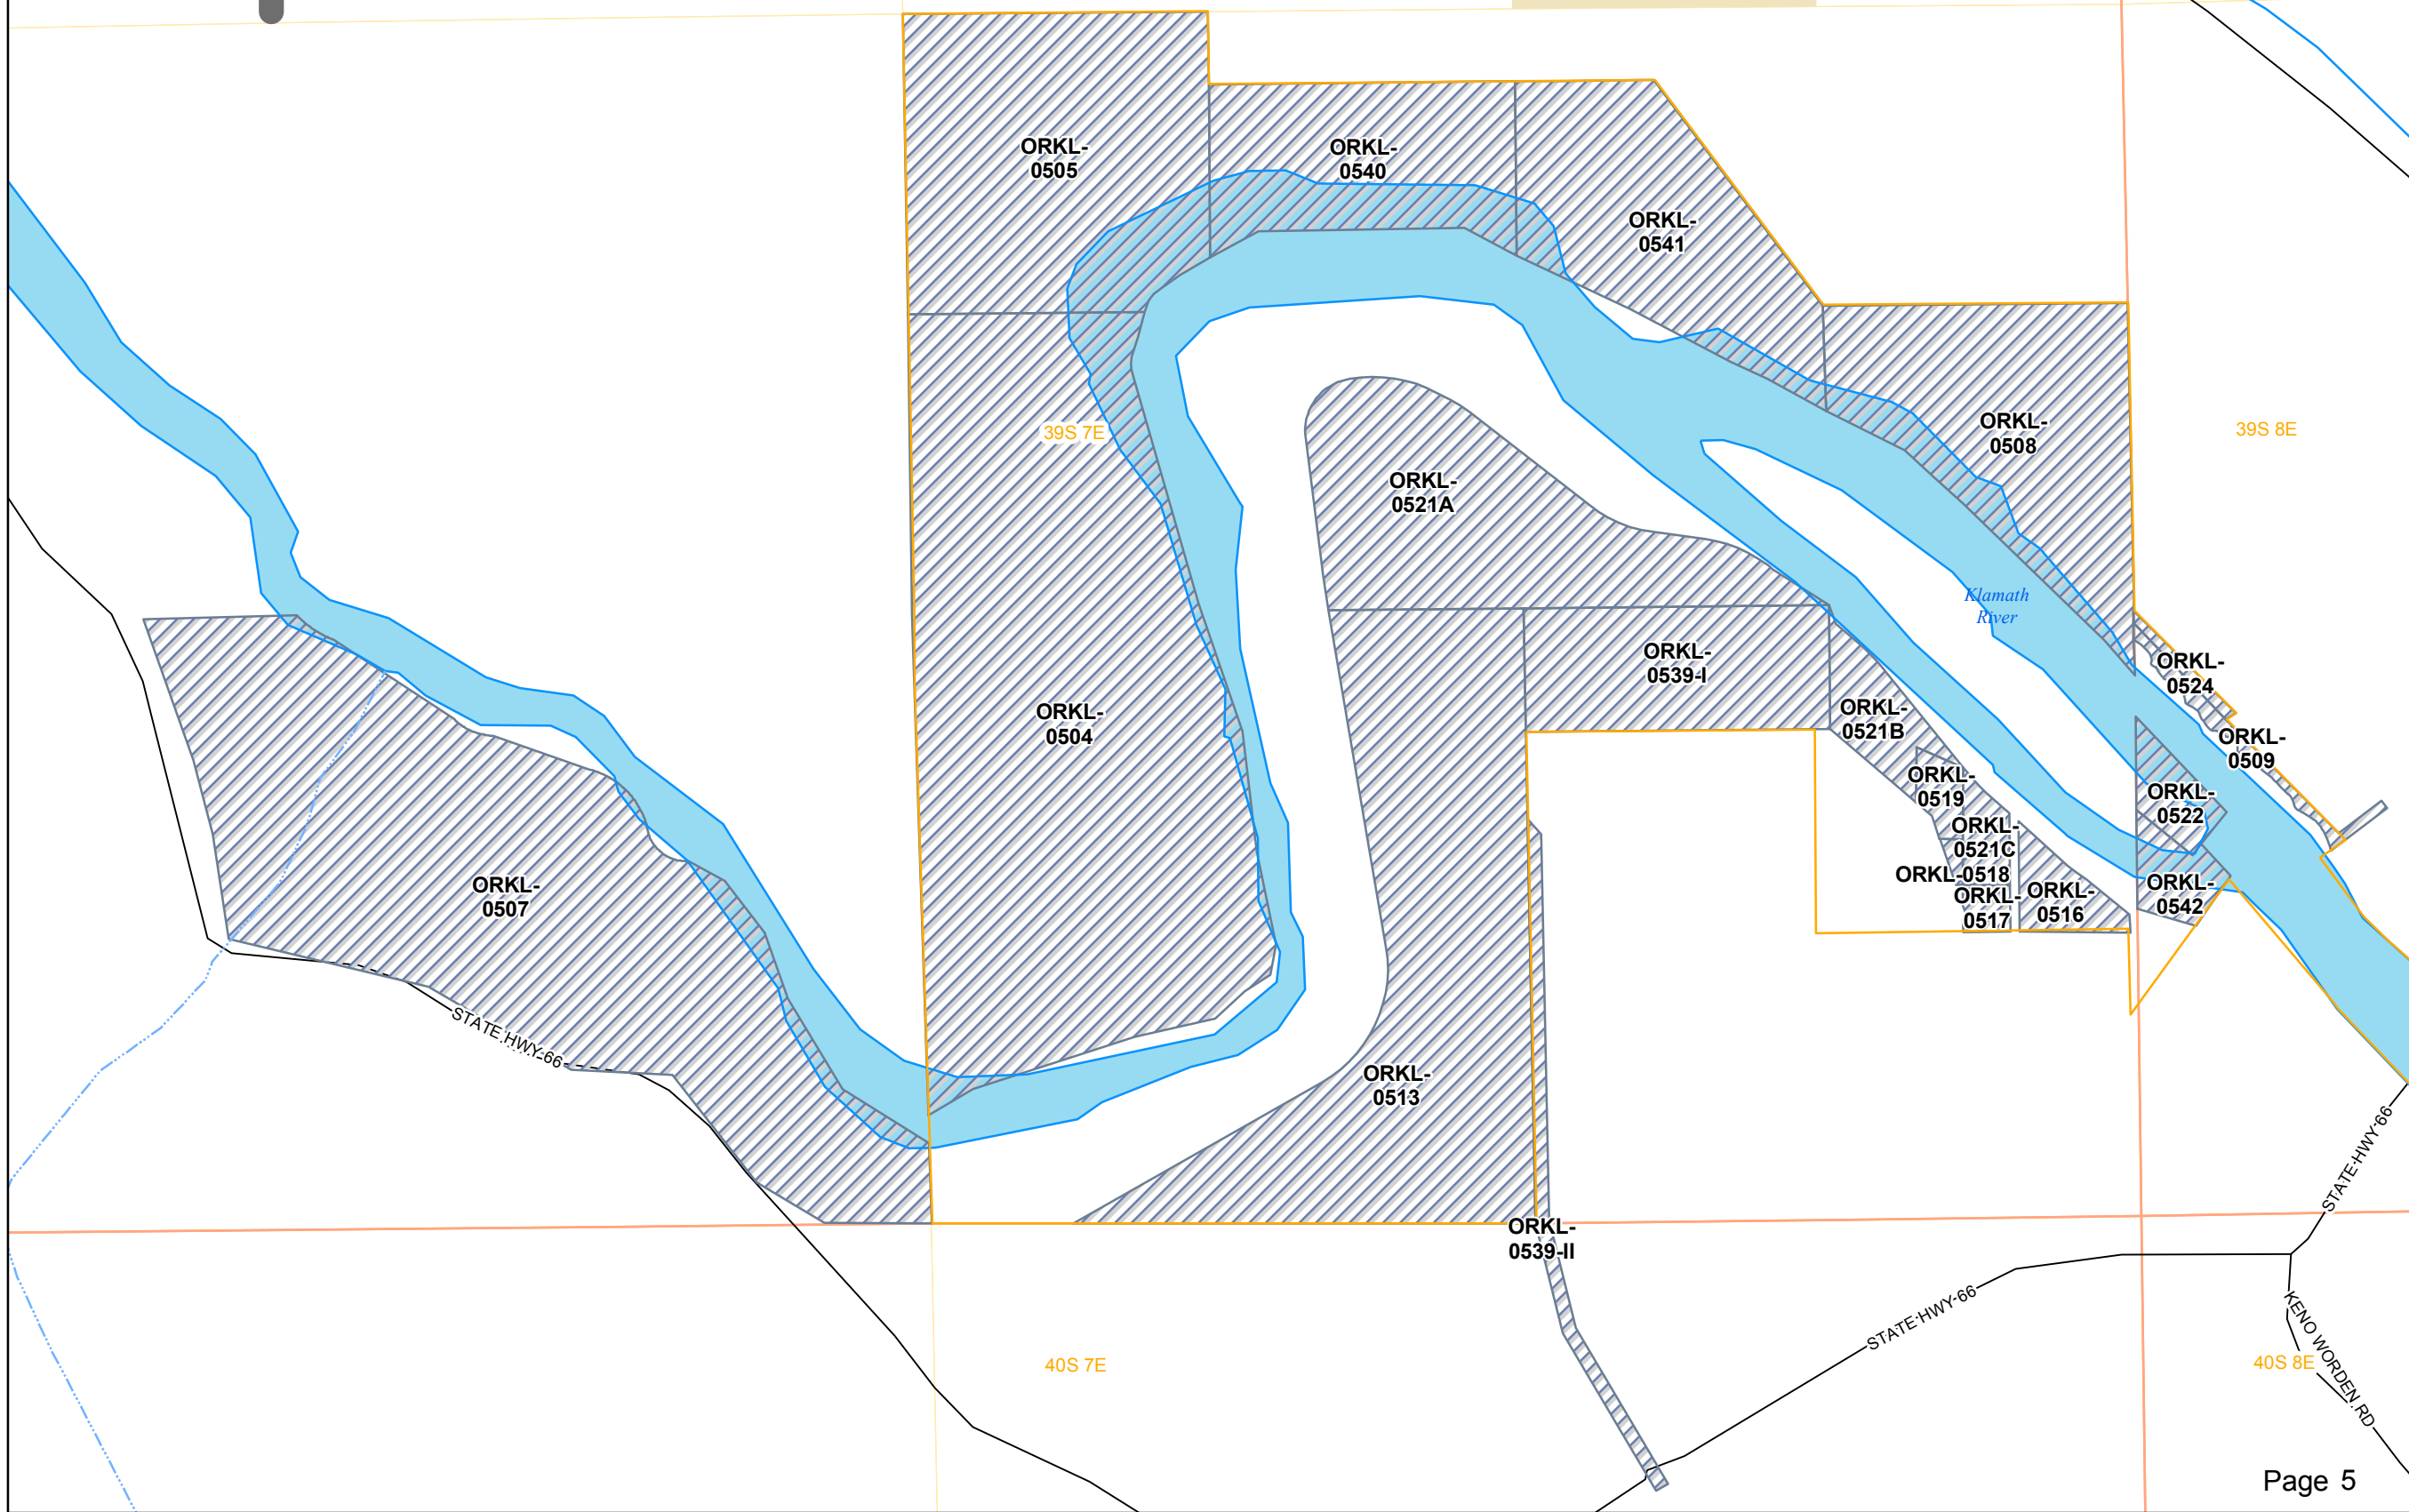 ORKL-
0505
ORKL-
0540
ORKL-
0541
39S 7E
ORKL-
0508
39S 8E
ORKL-
0521A
Klamath
River
ORKL-
0524
ORKL-
0539-I
ORKL-
0504
ORKL-
0521B
ORKL-
0509
ORKL-
0519
ORKL-
0522
ORKL-
0521C
ORKL-0518
ORKL-
0517
ORKL-
0516
ORKL-
0542
ORKL-
0507
STATE HWY 66
ORKL-
0513
STATE HWY 66
ORKL-
0539-II
STATE HWY 66
KENO WORDEN RD
40S 7E
40S 8E
Page 5